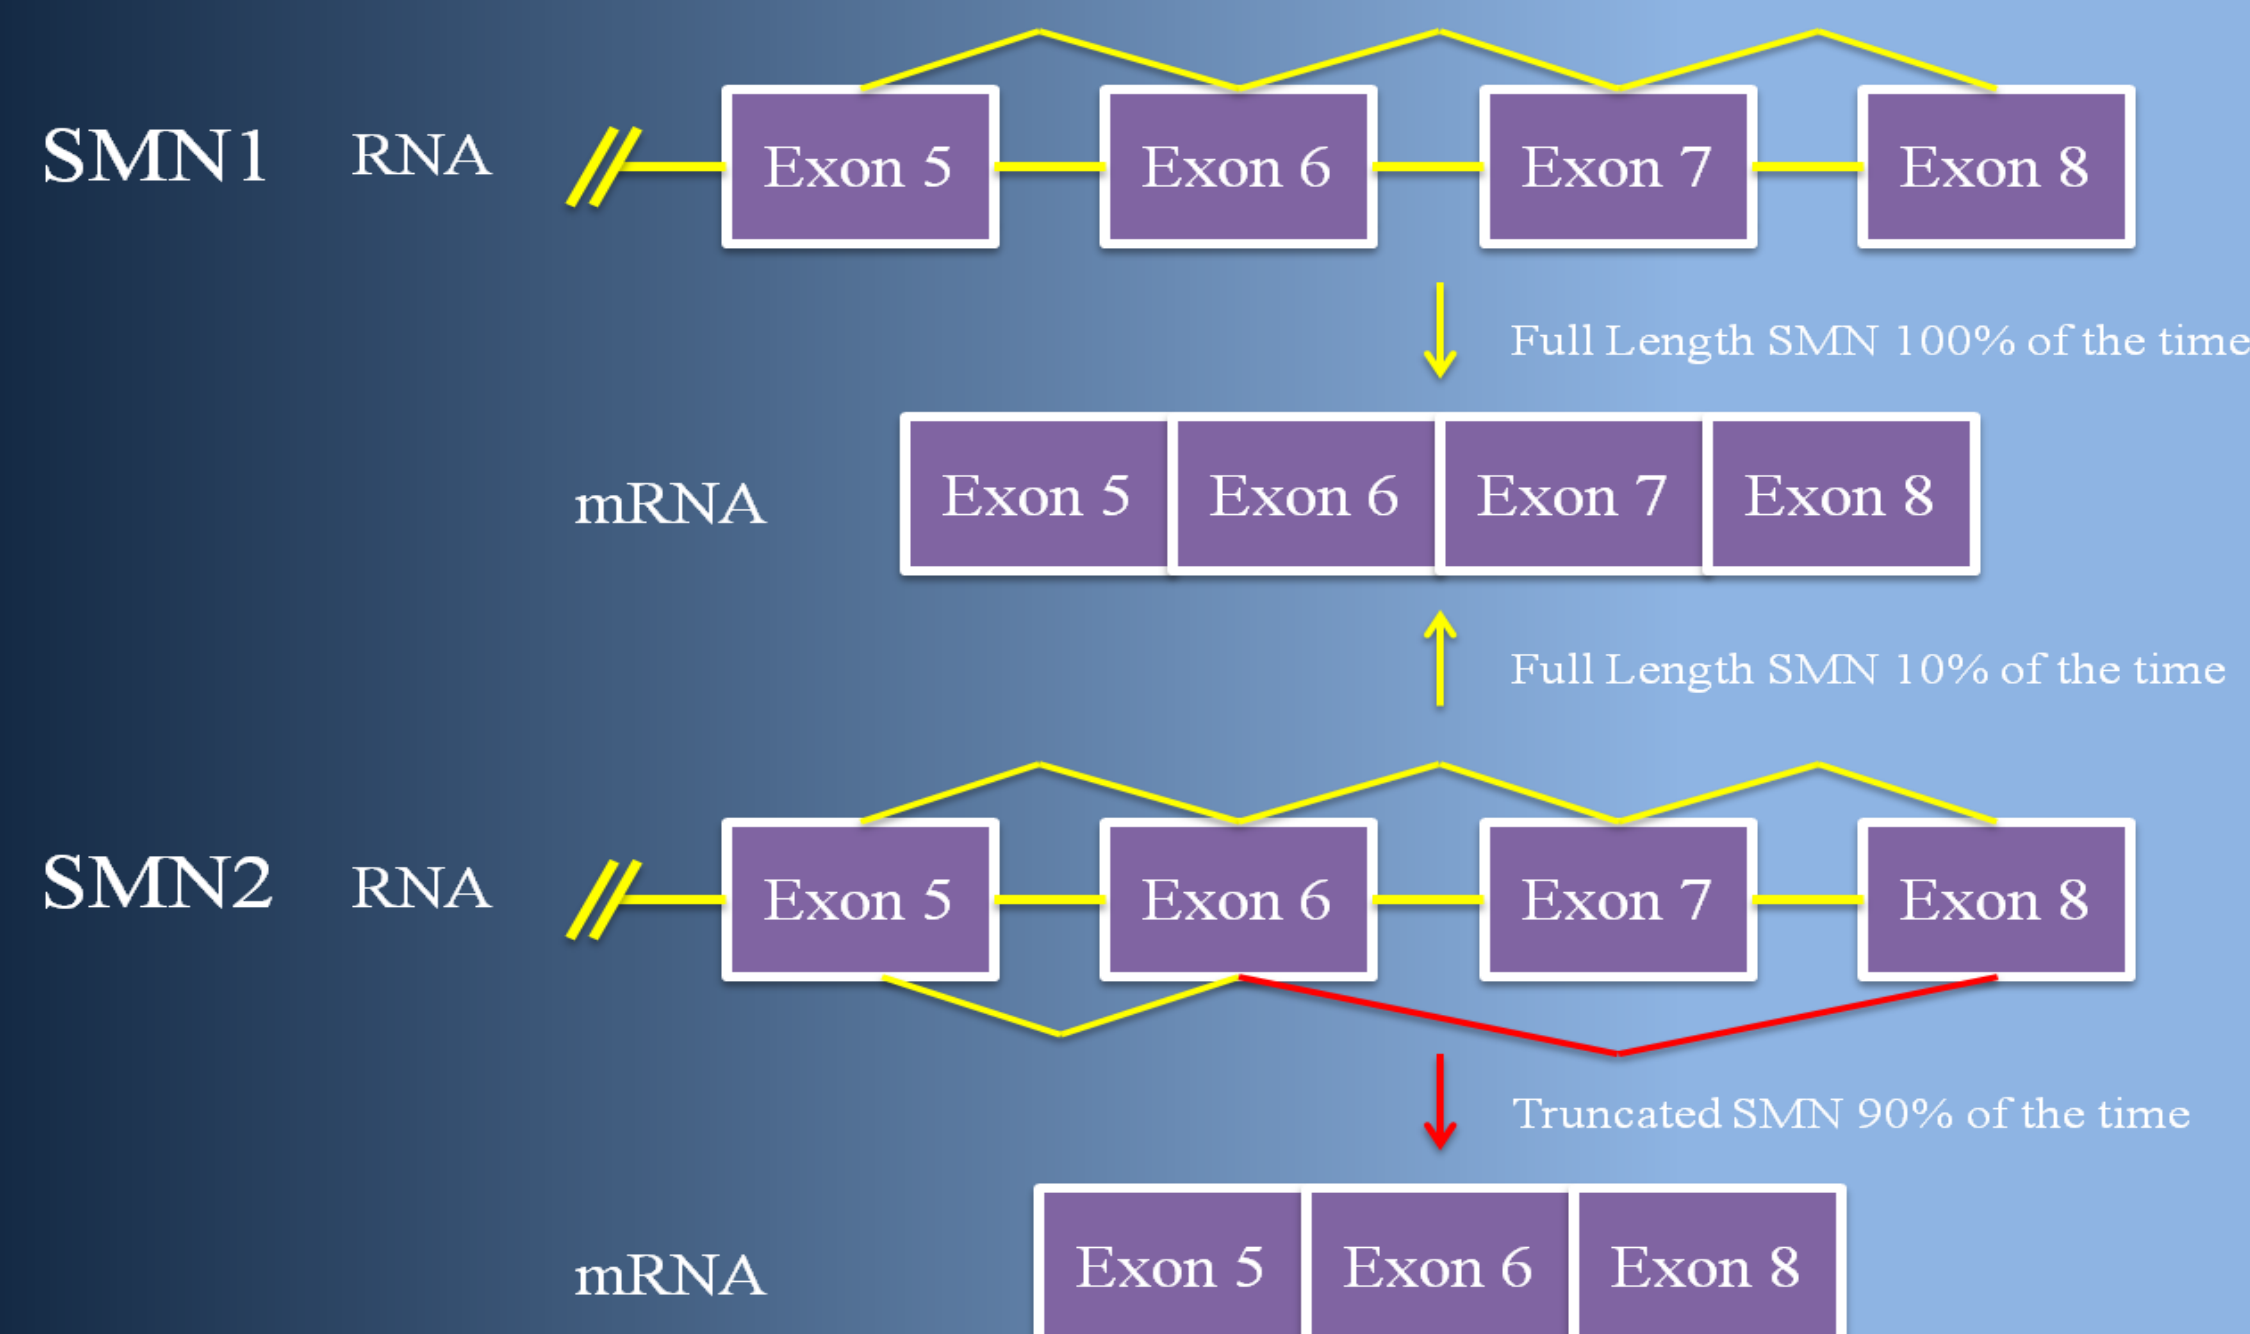 SMN1 RNA Exon 5 Exon 6 Exon 7 Exon 8
Full Length SMN 100% of the time
mRNA Exon 5 Exon 6 Exon 7 Exon 8
Full Length SMN 10% of the time
SMN2 RNA Exon 5 Exon 6 Exon 7 Exon 8
Truncated SMN 90% of the time
mRNA Exon 5 Exon 6 Exon 8